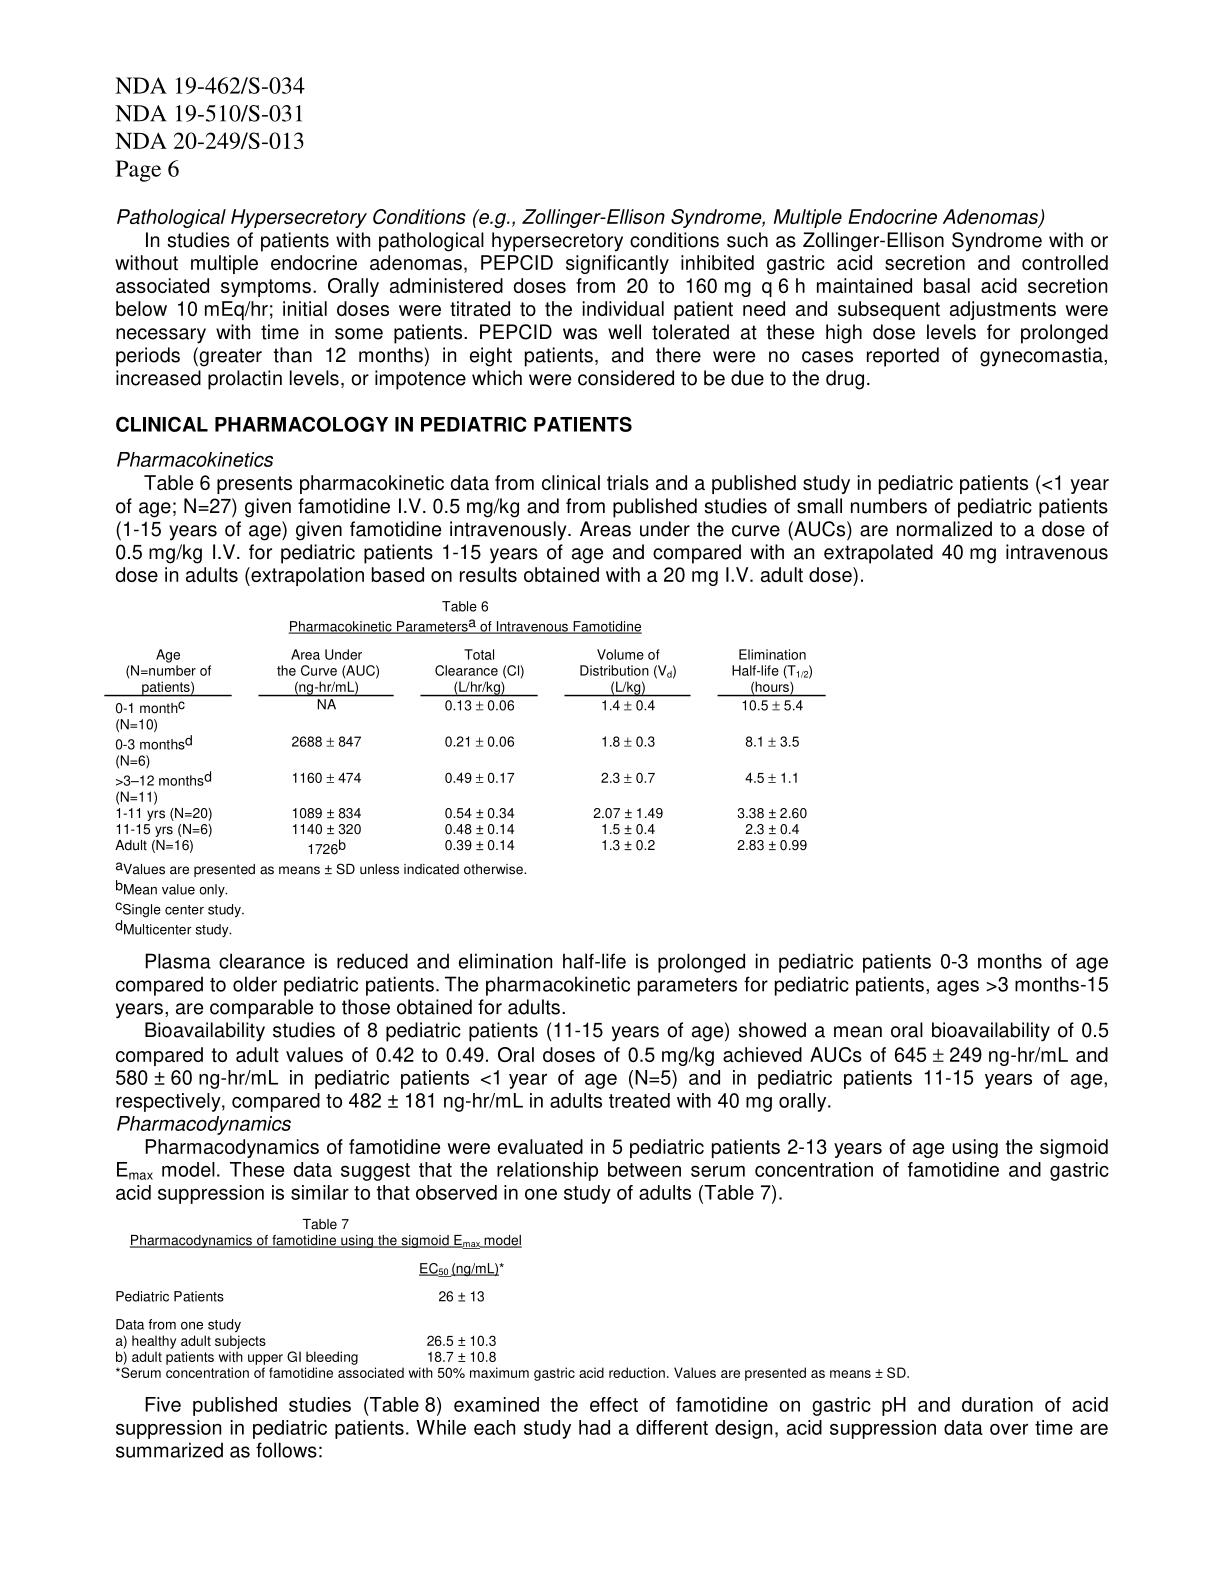 NDA 19-462/S-034
NDA 19-510/S-031
NDA 20-249/S-013
Page 6
Pathological Hypersecretory Conditions (e.g., Zollinger-Ellison Syndrome, Multiple Endocrine Adenomas)
In studies of patients with pathological hypersecretory conditions such as Zollinger-Ellison Syndrome with or
without multiple endocrine adenomas, PEPCID significantly inhibited gastric acid secretion and controlled
associated symptoms. Orally administered doses from 20 to 160 mg q 6 h maintained basal acid secretion
below 10 mEq/hr; initial doses were titrated to the individual patient need and subsequent adjustments were
necessary with time in some patients. PEPCID was well tolerated at these high dose levels for prolonged
periods (greater than 12 months) in eight patients, and there were no cases reported of gynecomastia,
increased prolactin levels, or impotence which were considered to be due to the drug.
CLINICAL PHARMACOLOGY IN PEDIATRIC PATIENTS
Pharmacokinetics
Table 6 presents pharmacokinetic data from clinical trials and a published study in pediatric patients (<1 year
of age; N=27) given famotidine I.V. 0.5 mg/kg and from published studies of small numbers of pediatric patients
(1-15 years of age) given famotidine intravenously. Areas under the curve (AUCs) are normalized to a dose of
0.5 mg/kg I.V. for pediatric patients 1-15 years of age and compared with an extrapolated 40 mg intravenous
dose in adults (extrapolation based on results obtained with a 20 mg I.V. adult dose).
Table 6
Pharmacokinetic Parametersa of Intravenous Famotidine
Age Area Under Total Volume of Elimination
(N=number of the Curve (AUC) Clearance (Cl) Distribution (Vd) Half-life (T1/2)
patients) (ng-hr/mL) (L/hr/kg) (L/kg) (hours)
0-1 monthc NA 0.13 ± 0.06 1.4 ± 0.4 10.5 ± 5.4
(N=10)
0-3 monthsd 2688 ± 847 0.21 ± 0.06 1.8 ± 0.3 8.1 ± 3.5
(N=6)
>3–12 monthsd 1160 ± 474 0.49 ± 0.17 2.3 ± 0.7 4.5 ± 1.1
(N=11)
1-11 yrs (N=20) 1089 ± 834 0.54 ± 0.34 2.07 ± 1.49 3.38 ± 2.60
11-15 yrs (N=6) 1140 ± 320 0.48 ± 0.14 1.5 ± 0.4 2.3 ± 0.4
Adult (N=16) 1726b 0.39 ± 0.14 1.3 ± 0.2 2.83 ± 0.99
aValues are presented as means ± SD unless indicated otherwise.
bMean value only.
cSingle center study.
dMulticenter study.
Plasma clearance is reduced and elimination half-life is prolonged in pediatric patients 0-3 months of age
compared to older pediatric patients. The pharmacokinetic parameters for pediatric patients, ages >3 months-15
years, are comparable to those obtained for adults.
Bioavailability studies of 8 pediatric patients (11-15 years of age) showed a mean oral bioavailability of 0.5
compared to adult values of 0.42 to 0.49. Oral doses of 0.5 mg/kg achieved AUCs of 645 ± 249 ng-hr/mL and
580 ± 60 ng-hr/mL in pediatric patients <1 year of age (N=5) and in pediatric patients 11-15 years of age,
respectively, compared to 482 ± 181 ng-hr/mL in adults treated with 40 mg orally.
Pharmacodynamics
Pharmacodynamics of famotidine were evaluated in 5 pediatric patients 2-13 years of age using the sigmoid
Emax model. These data suggest that the relationship between serum concentration of famotidine and gastric
acid suppression is similar to that observed in one study of adults (Table 7).
Table 7
Pharmacodynamics of famotidine using the sigmoid Emax model
EC50 (ng/mL)*
Pediatric Patients 26 ± 13
Data from one study
a) healthy adult subjects 26.5 ± 10.3
b) adult patients with upper GI bleeding 18.7 ± 10.8
*Serum concentration of famotidine associated with 50% maximum gastric acid reduction. Values are presented as means ± SD.
Five published studies (Table 8) examined the effect of famotidine on gastric pH and duration of acid
suppression in pediatric patients. While each study had a different design, acid suppression data over time are
summarized as follows: